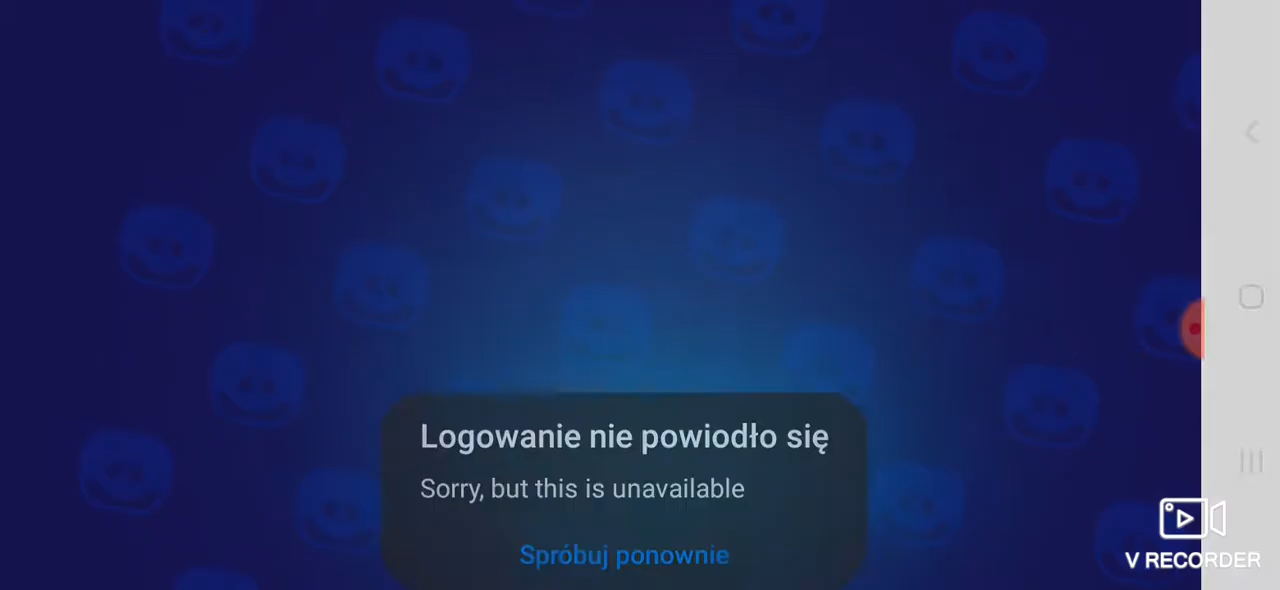 Logowanie nie powiodło się
Sorry, but this is unavailable
Spróbuj ponownie
V RECORDER